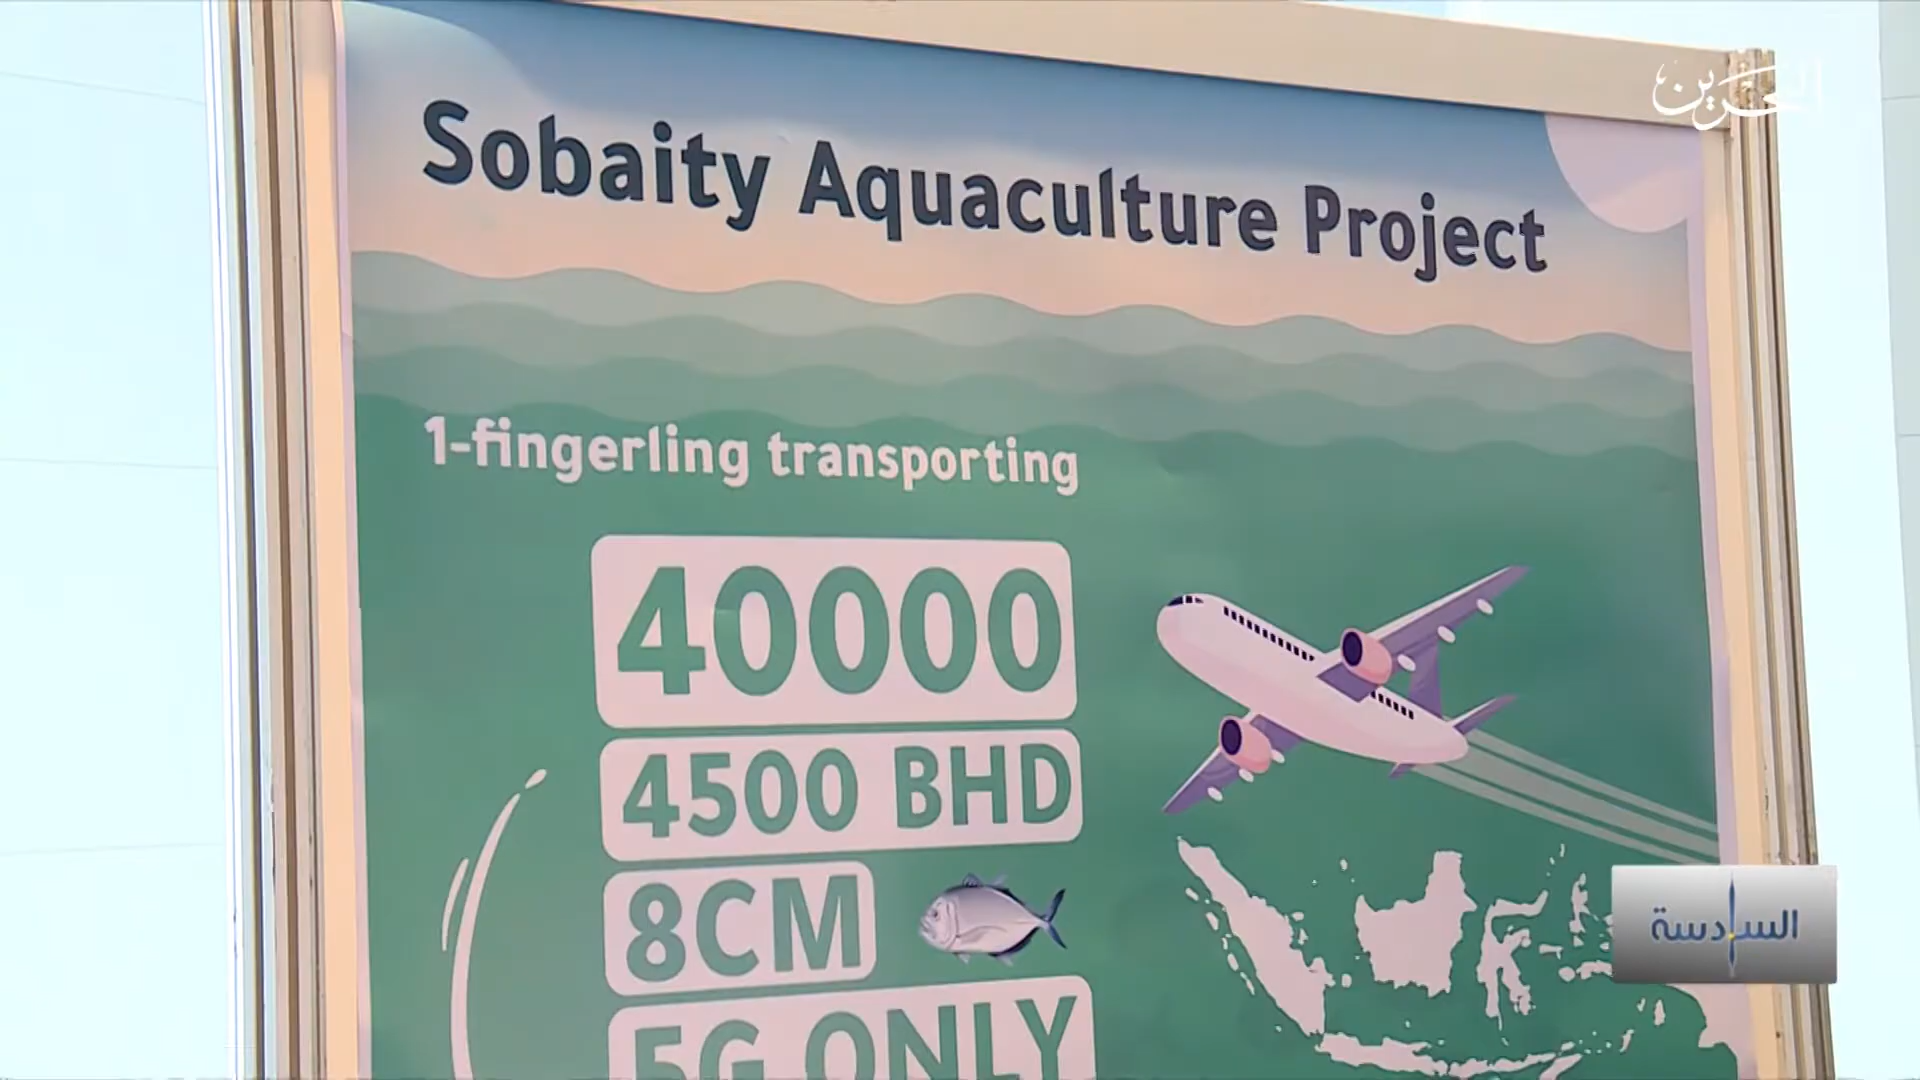 البحرين
Sobaity Aquaculture Project
1-fingerling transporting
40000
4500 BHD
8CM
5G ONLY
السادسة